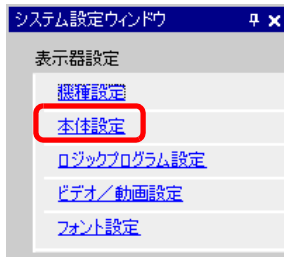 システム設定ウィンドウ
表示器設定
機種設定
本体設定
ロジックプログラム設定
ビデオ／動画設定
フォント設定